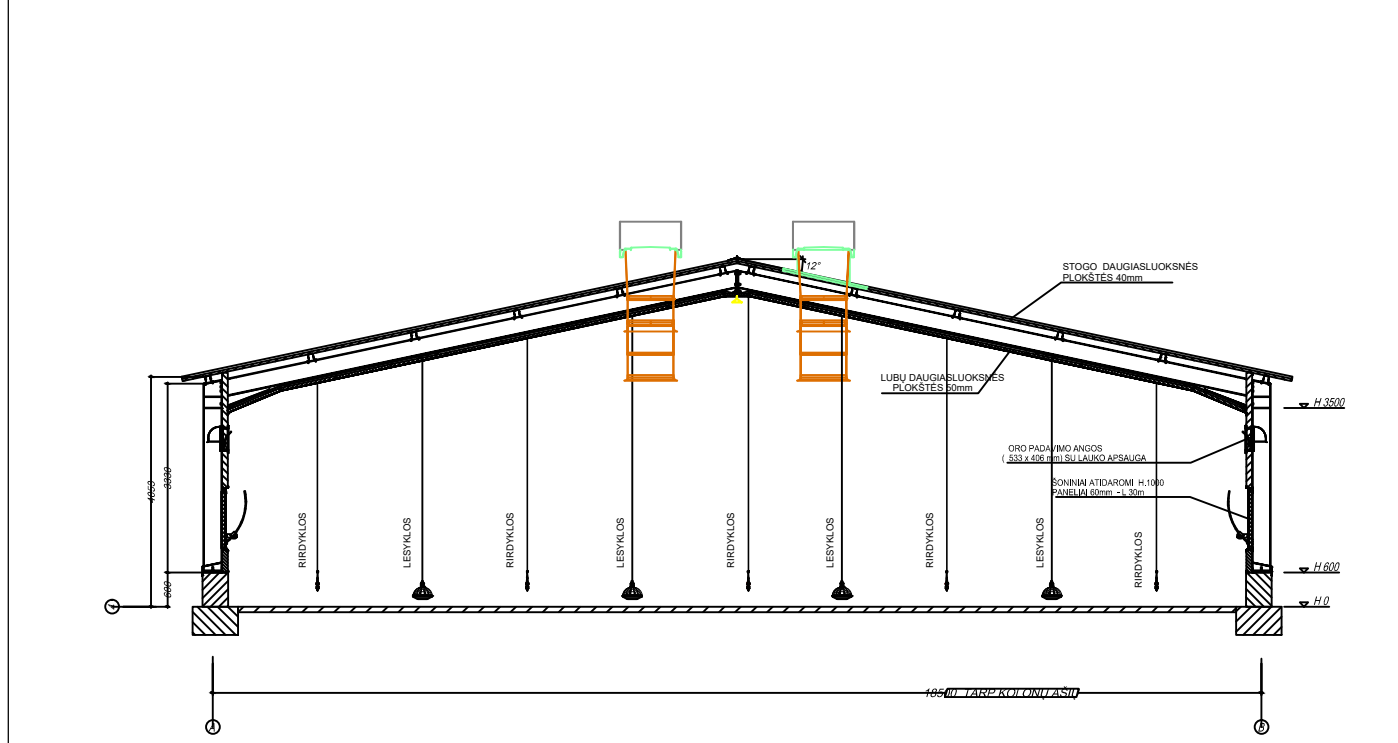 12°
STOGO DAUGIASLUOKSNĖS
PLOKŠTĖS 40mm
LUBŲ DAUGIASLUOKSNĖS
PLOKŠTĖS 50mm
H 3500
ORO PADAVIMO ANGOS
( 533 x 406 mm) SU LAUKO APSAUGA
ŠONINIAI ATIDAROMI H.1000
PANELIAI 60mm - L 30m
4050
3330
600
RIRDYKLOS
LESYKLOS
RIRDYKLOS
LESYKLOS
RIRDYKLOS
LESYKLOS
RIRDYKLOS
LESYKLOS
RIRDYKLOS
H 600
H 0
18500 TARP KOLONŲ AŠIŲ
A
B